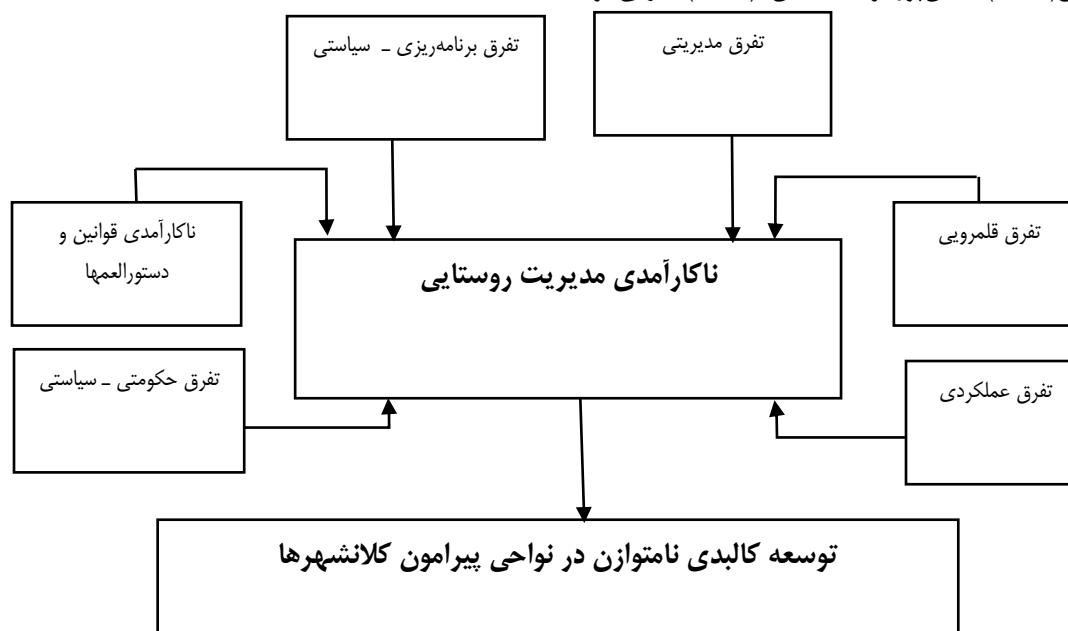 تفرق مدیریتی
تفرق برنامه‌ریزی ـ سیاستی
تفرق قلمرویی
ناکارآمدی قوانین و
دستورالعمها
ناکارآمدی مدیریت روستایی
تفرق عملکردی
تفرق حکومتی ـ سیاستی
توسعه کالبدی نامتوازن در نواحی پیرامون کلانشهرها